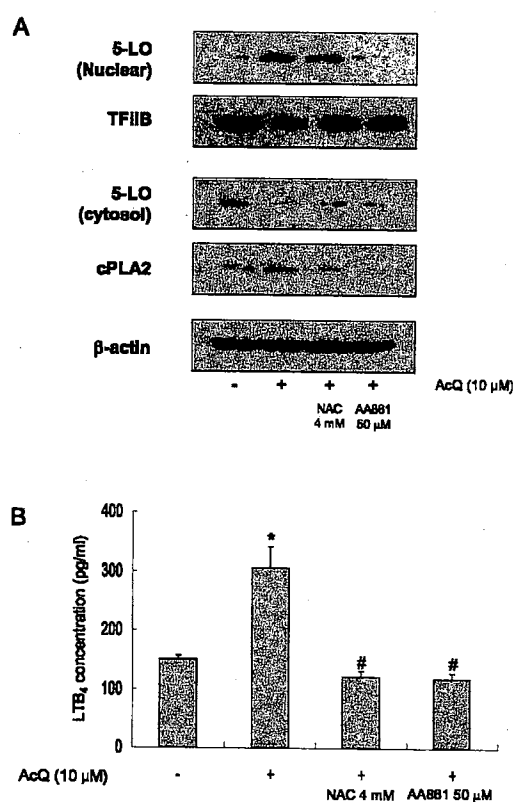 A
5-LO
(Nuclear)
TFIIB
5-LO
(cytosol)
cPLA2
β-actin
- + + + AcQ (10 μM)
NAC AA861
4 mM 50 μM
B
LTB4 concentration (pg/ml)
400
300
200
100
0
*
#
#
AcQ (10 μM) - + + +
NAC 4 mM AA861 50 μM